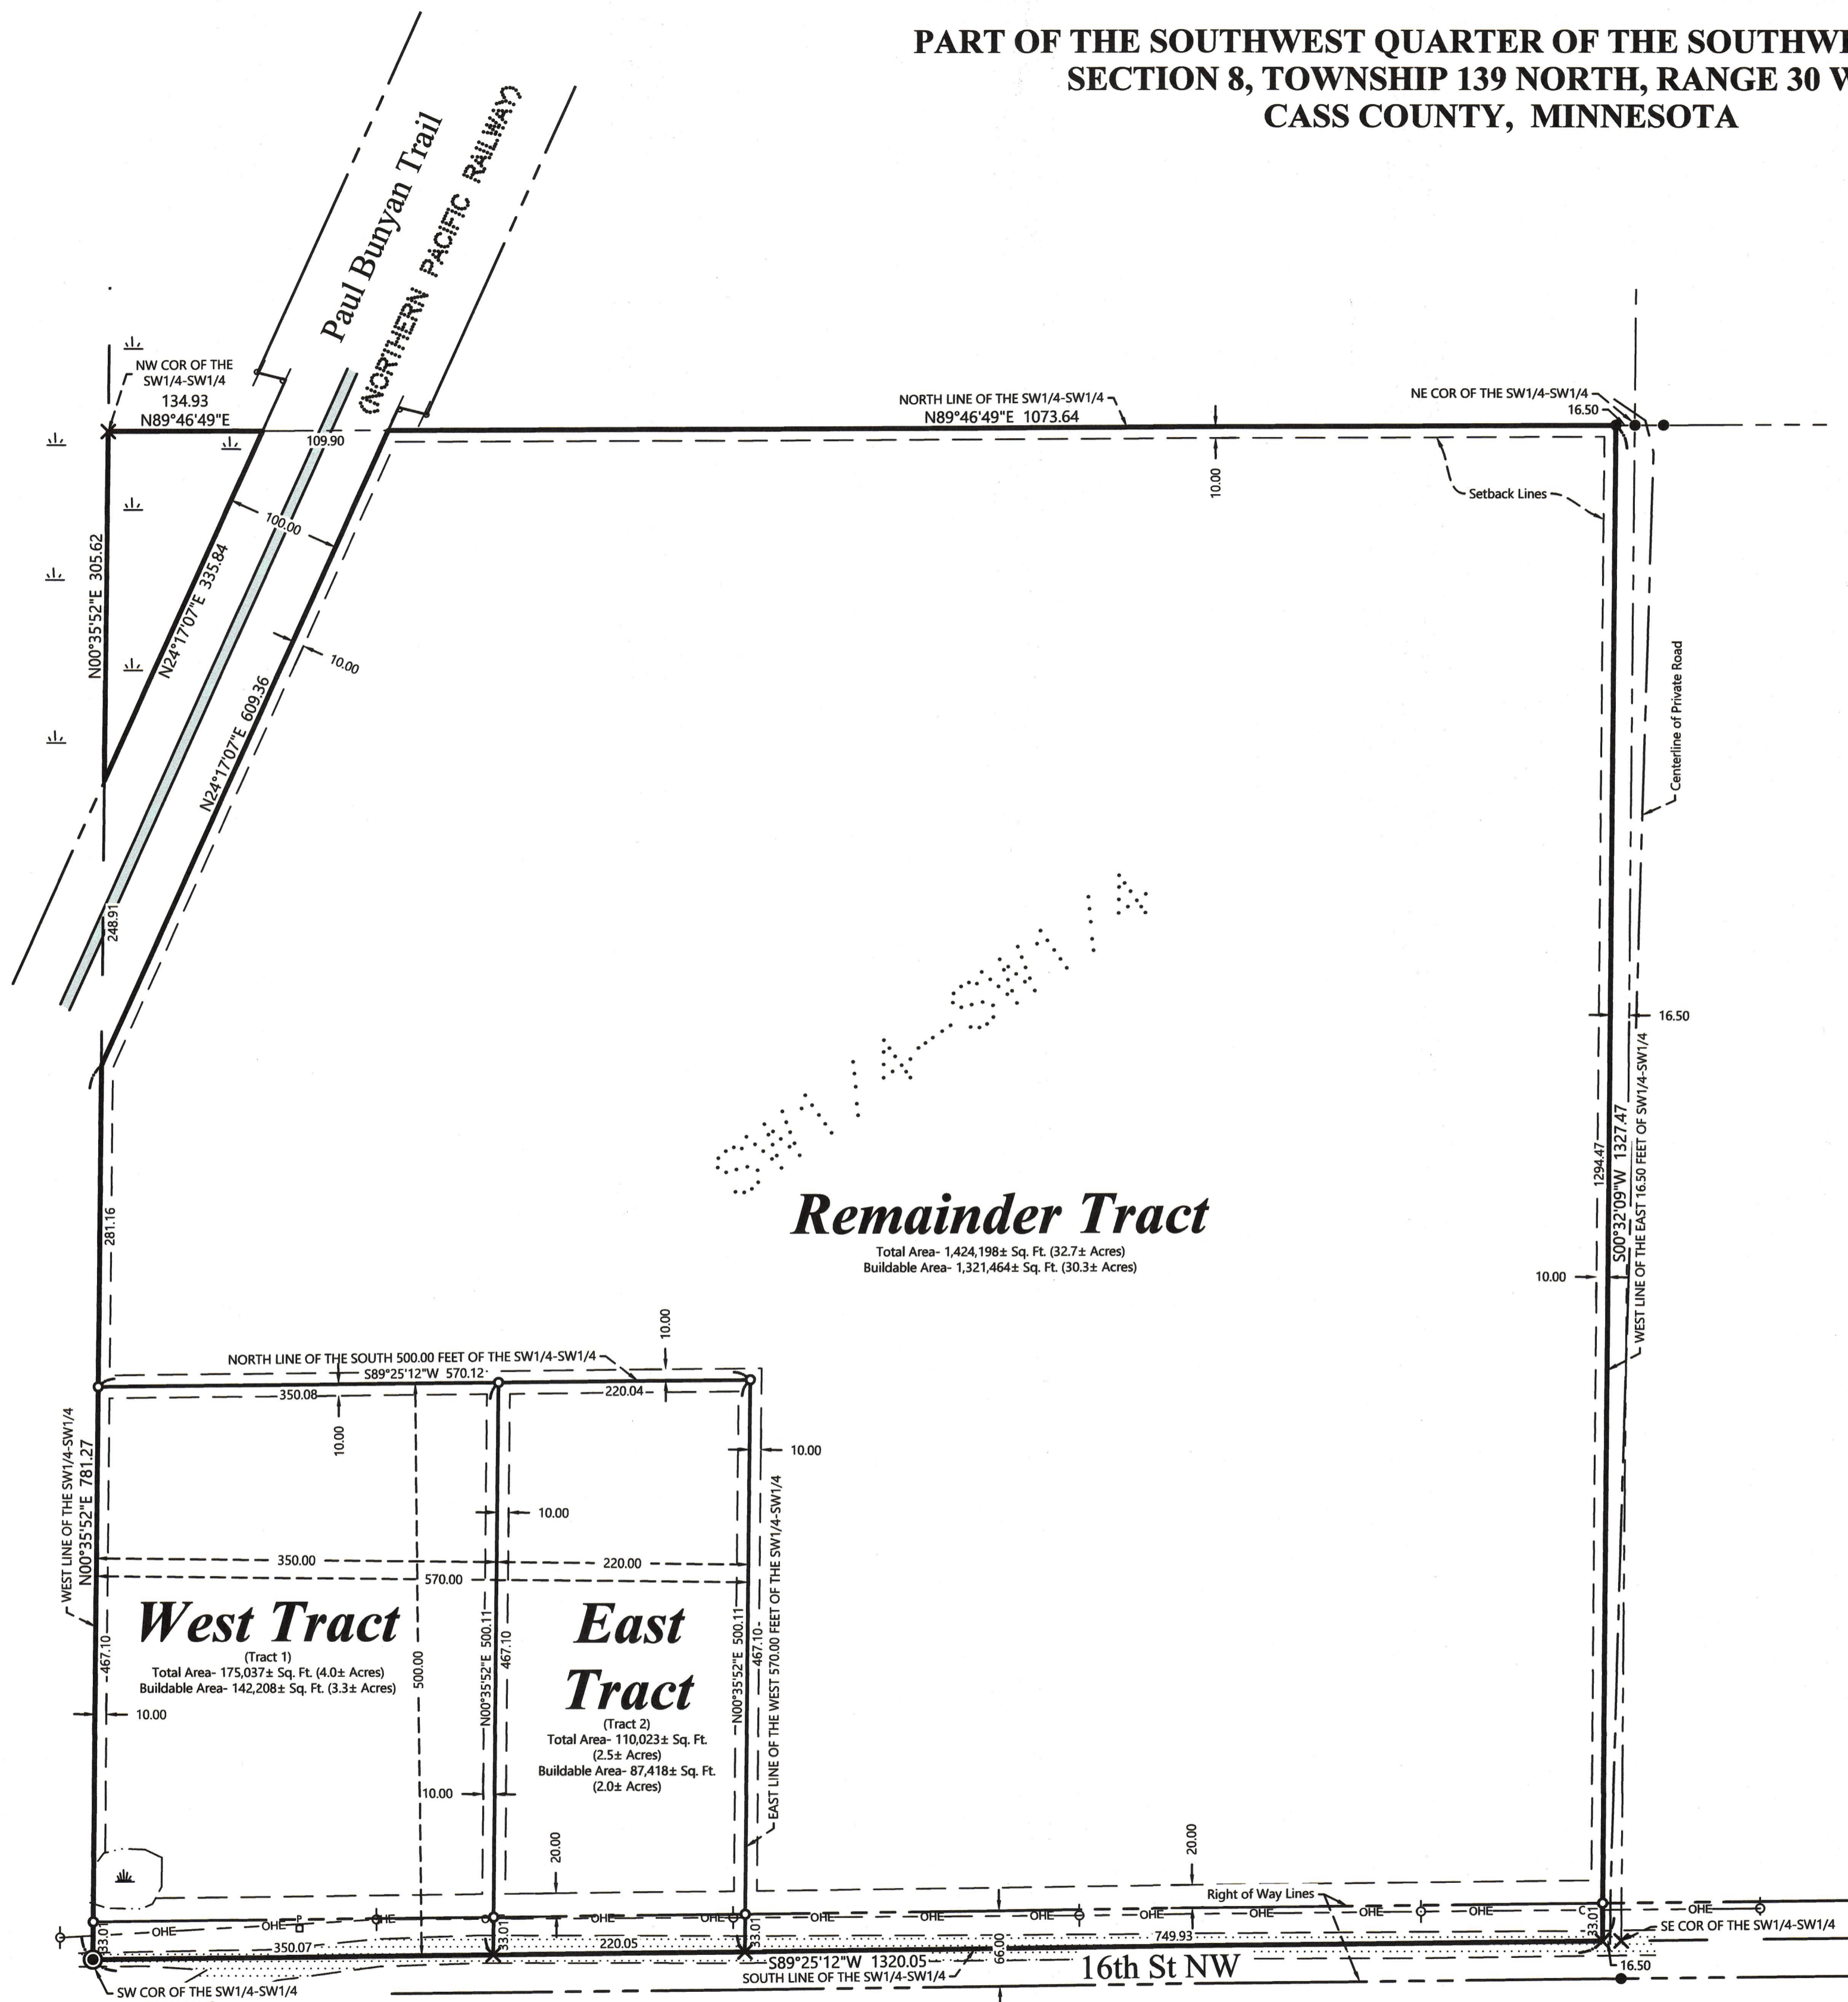 PART OF THE SOUTHWEST QUARTER OF THE SOUTHW
SECTION 8, TOWNSHIP 139 NORTH, RANGE 30 W
CASS COUNTY, MINNESOTA
Paul Bunyan Trail
(NORTHERN PACIFIC RAILWAY)
NW COR OF THE
SW1/4-SW1/4
134.93
N89°46'49"E
109.90
NORTH LINE OF THE SW1/4-SW1/4
N89°46'49"E 1073.64
NE COR OF THE SW1/4-SW1/4
16.50
10.00
Setback Lines
100.00
N00°35'52"E 305.62
N24°17'07"E 335.84
10.00
N24°17'07"E 609.36
Centerline of Private Road
248.91
SW1/4-SW1/4
16.50
WEST LINE OF THE EAST 16.50 FEET OF SW1/4-SW1/4
S00°32'09"W 1327.47
1294.47
281.16
Remainder Tract
Total Area- 1,424,198± Sq. Ft. (32.7± Acres)
Buildable Area- 1,321,464± Sq. Ft. (30.3± Acres)
10.00
10.00
NORTH LINE OF THE SOUTH 500.00 FEET OF THE SW1/4-SW1/4
S89°25'12"W 570.12
350.08
220.04
10.00
10.00
WEST LINE OF THE SW1/4-SW1/4
N00°35'52"E 781.27
10.00
350.00
220.00
570.00
EAST LINE OF THE WEST 570.00 FEET OF THE SW1/4-SW1/4
West Tract
(Tract 1)
Total Area- 175,037± Sq. Ft. (4.0± Acres)
Buildable Area- 142,208± Sq. Ft. (3.3± Acres)
467.10
500.00
N00°35'52"E 500.11
467.10
East
Tract
(Tract 2)
Total Area- 110,023± Sq. Ft.
(2.5± Acres)
Buildable Area- 87,418± Sq. Ft.
(2.0± Acres)
N00°35'52"E 500.11
467.10
10.00
10.00
20.00
20.00
Right of Way Lines
OHE
OHE
P
OHE
OHE
OHE
OHE
OHE
OHE
OHE
OHE
OHE
OHE
33.01
33.01
33.01
33.01
350.07
220.05
749.93
66.00
S89°25'12"W 1320.05
SOUTH LINE OF THE SW1/4-SW1/4
16th St NW
SE COR OF THE SW1/4-SW1/4
16.50
SW COR OF THE SW1/4-SW1/4